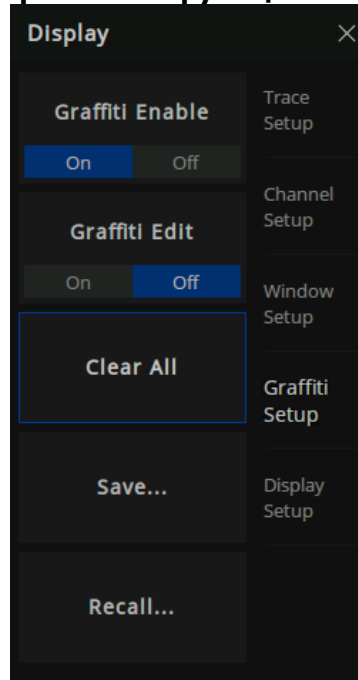 Display
Graffiti Enable
On Off
Graffiti Edit
On Off
Clear All
Save...
Recall...
Trace
Setup
Channel
Setup
Window
Setup
Graffiti
Setup
Display
Setup